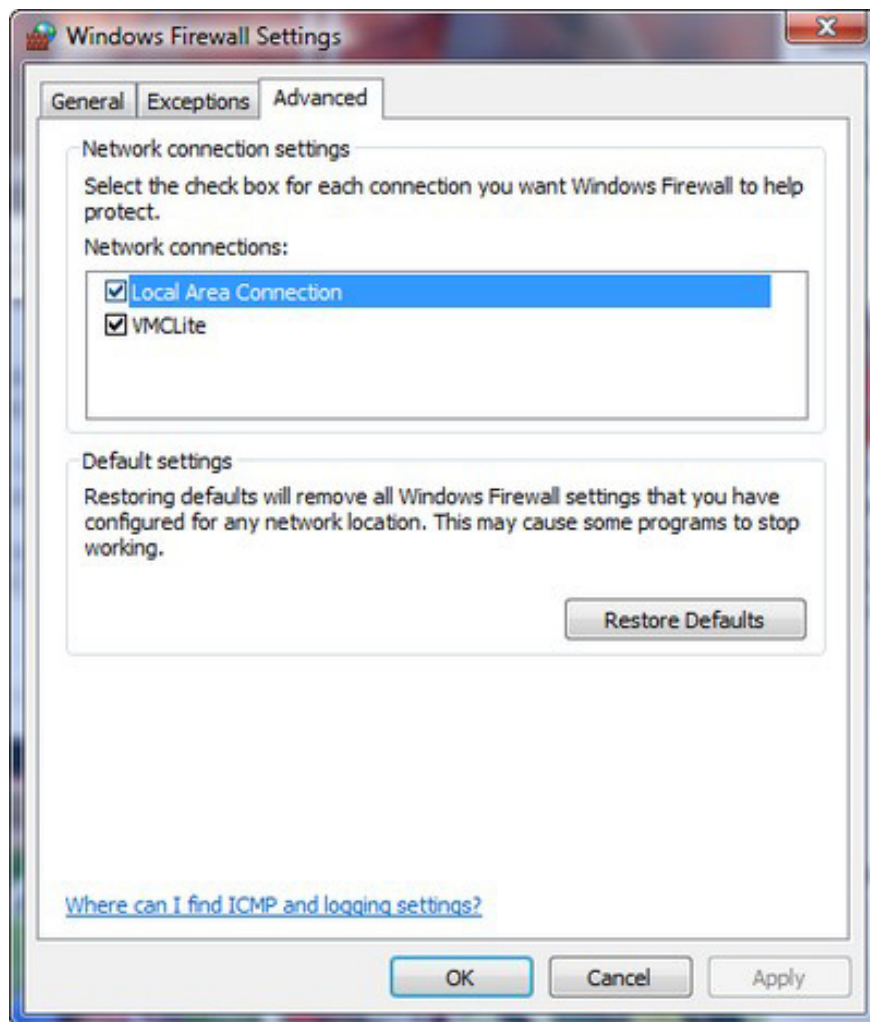 Windows Firewall Settings
General Exceptions Advanced
Network connection settings
Select the check box for each connection you want Windows Firewall to help
protect.
Network connections:
Local Area Connection
VMCLite
Default settings
Restoring defaults will remove all Windows Firewall settings that you have
configured for any network location. This may cause some programs to stop
working.
Restore Defaults
Where can I find ICMP and logging settings?
OK Cancel Apply